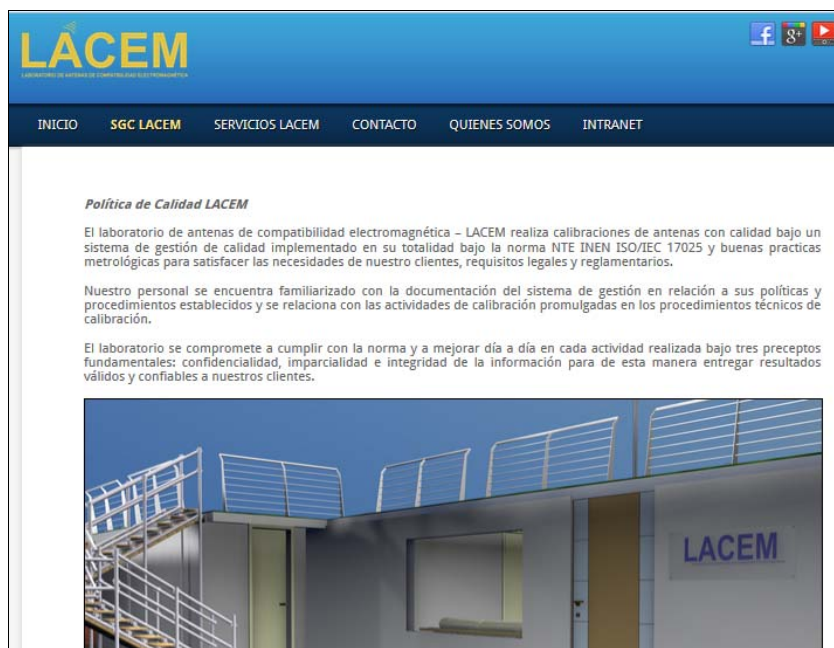 LACEM
LABORATORIO DE ANTENAS DE COMPATIBILIDAD ELECTROMAGNÉTICA
INICIO SGC LACEM SERVICIOS LACEM CONTACTO QUIENES SOMOS INTRANET
Política de Calidad LACEM
El laboratorio de antenas de compatibilidad electromagnética – LACEM realiza calibraciones de antenas con calidad bajo un
sistema de gestión de calidad implementado en su totalidad bajo la norma NTE INEN ISO/IEC 17025 y buenas practicas
metrológicas para satisfacer las necesidades de nuestro clientes, requisitos legales y reglamentarios.
Nuestro personal se encuentra familiarizado con la documentación del sistema de gestión en relación a sus políticas y
procedimientos establecidos y se relaciona con las actividades de calibración promulgadas en los procedimientos técnicos de
calibración.
El laboratorio se compromete a cumplir con la norma y a mejorar día a día en cada actividad realizada bajo tres preceptos
fundamentales: confidencialidad, imparcialidad e integridad de la información para de esta manera entregar resultados
válidos y confiables a nuestros clientes.
LACEM